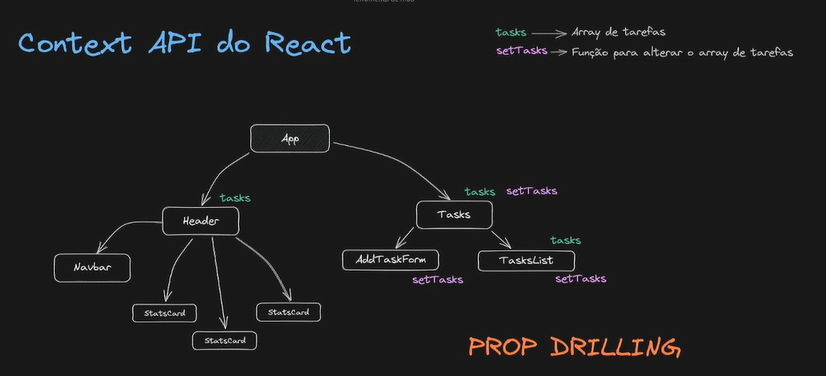 Context API do React
tasks → Array de tarefas
setTasks → Função para alterar o array de tarefas
App
tasks
Header
tasks setTasks
Tasks
Navbar
AddTaskForm
setTasks
tasks
TasksList
setTasks
StatsCard
StatsCard
StatsCard
PROP DRILLING